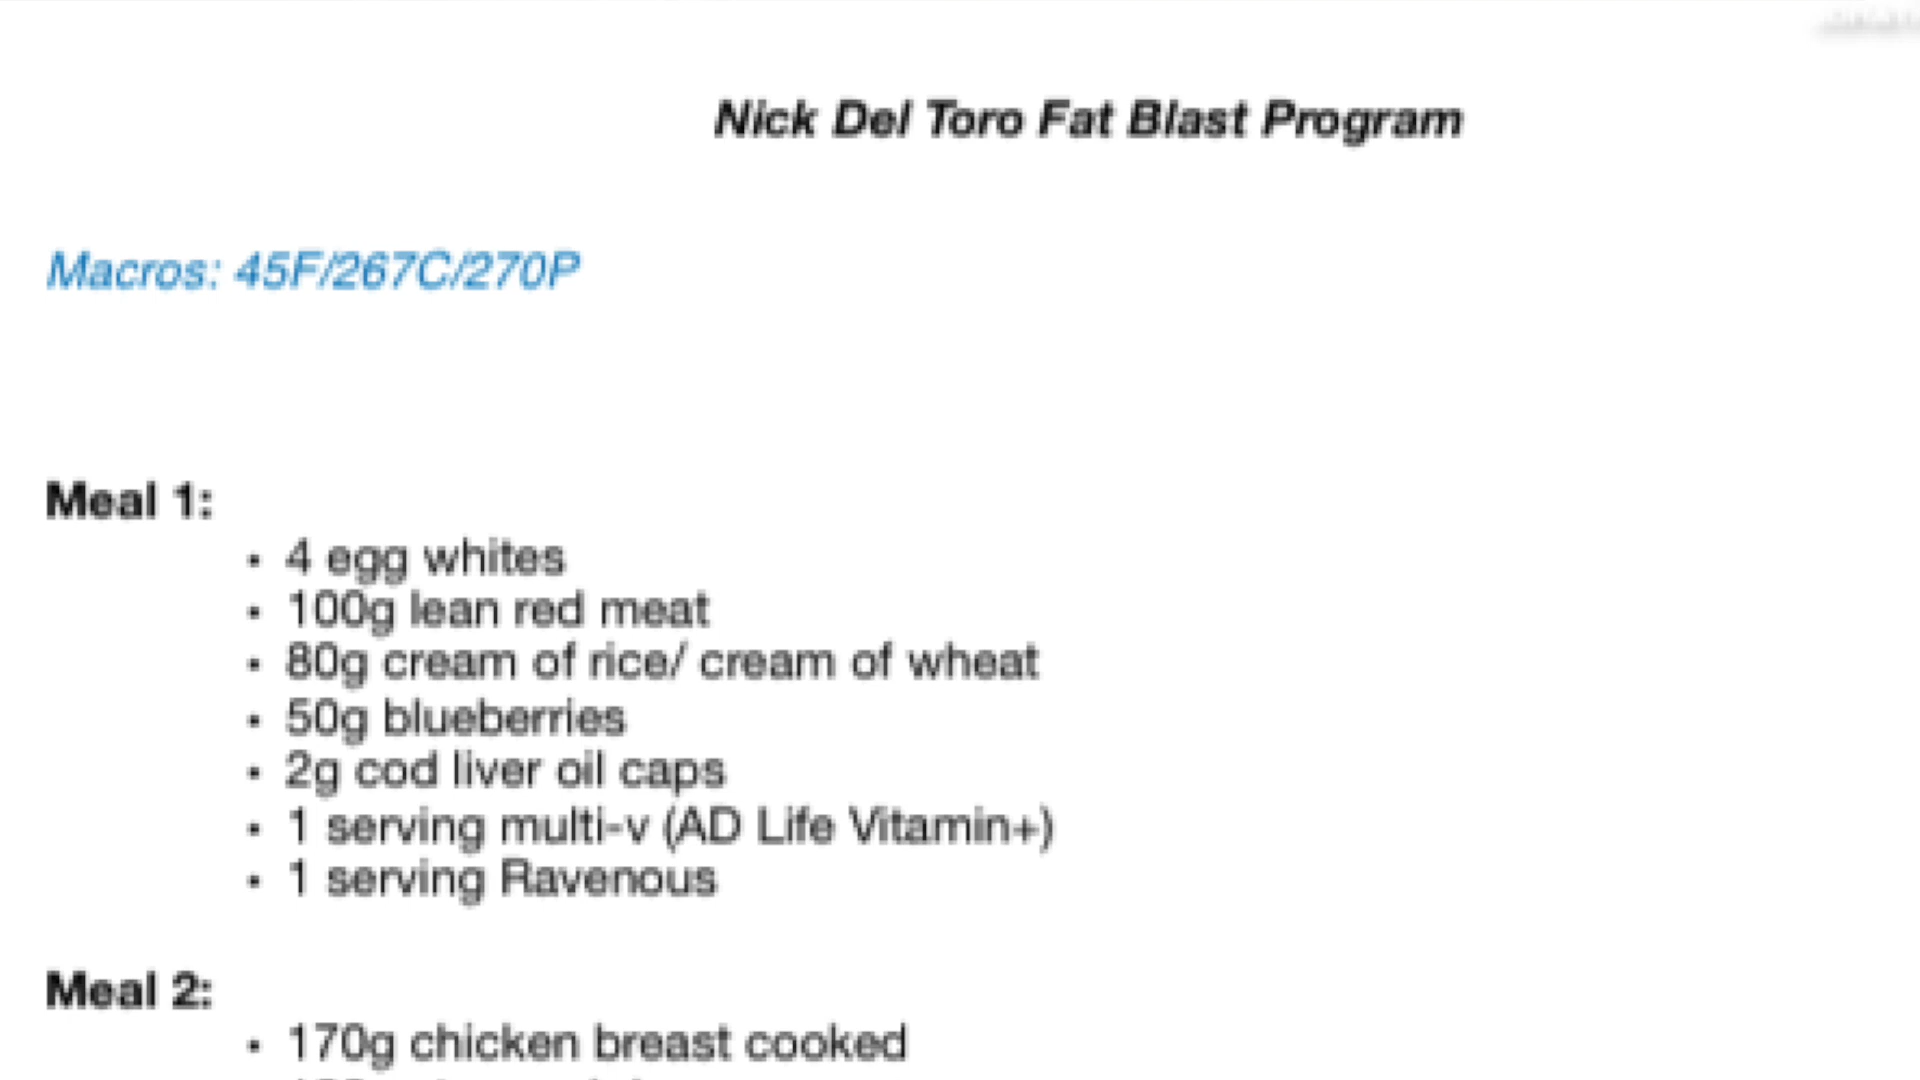 Nick Del Toro Fat Blast Program
Macros: 45F/267C/270P
Meal 1:
• 4 egg whites
• 100g lean red meat
• 80g cream of rice/ cream of wheat
• 50g blueberries
• 2g cod liver oil caps
• 1 serving multi-v (AD Life Vitamin+)
• 1 serving Ravenous
Meal 2:
• 170g chicken breast cooked